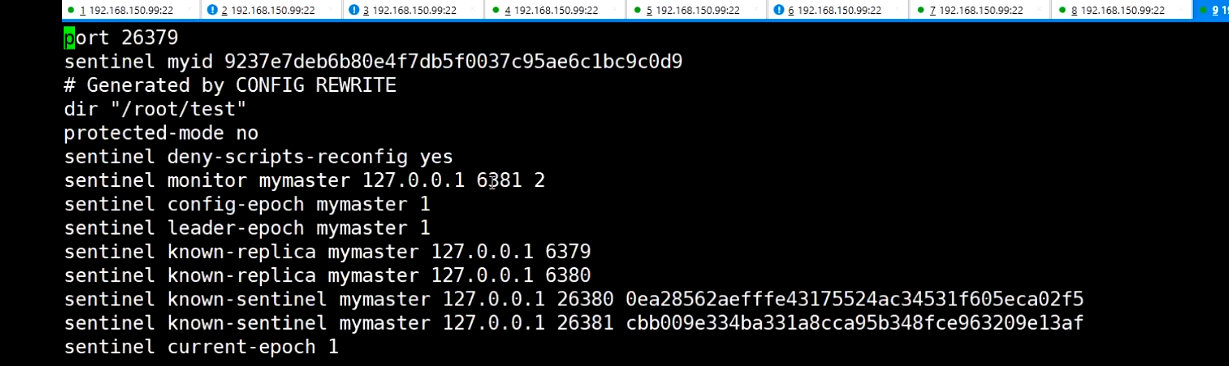 1 192.168.150.99:22 2 192.168.150.99:22 3 192.168.150.99:22 4 192.168.150.99:22 5 192.168.150.99:22 6 192.168.150.99:22 7 192.168.150.99:22 8 192.168.150.99:22 9 19
port 26379
sentinel myid 9237e7deb6b80e4f7db5f0037c95ae6c1bc9c0d9
# Generated by CONFIG REWRITE
dir "/root/test"
protected-mode no
sentinel deny-scripts-reconfig yes
sentinel monitor mymaster 127.0.0.1 6381 2
sentinel config-epoch mymaster 1
sentinel leader-epoch mymaster 1
sentinel known-replica mymaster 127.0.0.1 6379
sentinel known-replica mymaster 127.0.0.1 6380
sentinel known-sentinel mymaster 127.0.0.1 26380 0ea28562aefffe43175524ac34531f605eca02f5
sentinel known-sentinel mymaster 127.0.0.1 26381 cbb009e334ba331a8cca95b348fce963209e13af
sentinel current-epoch 1